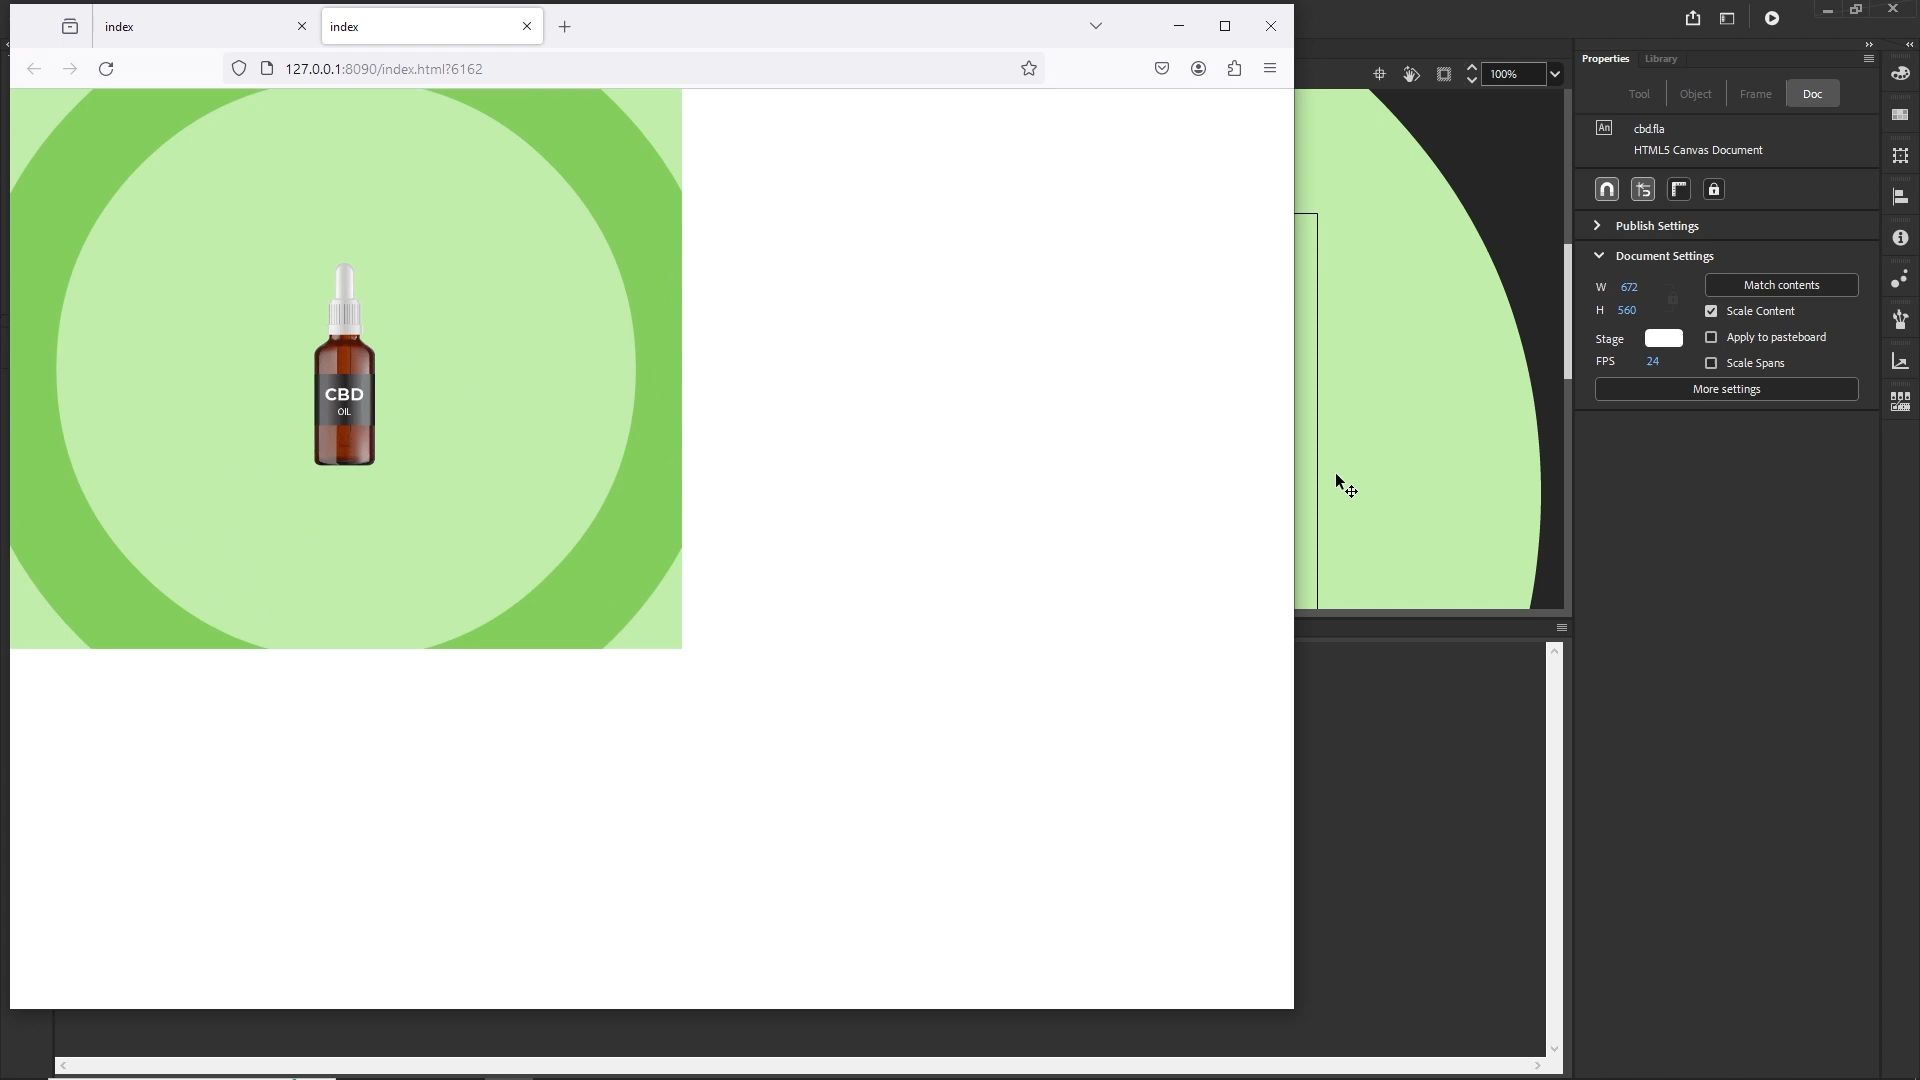 index
index
127.0.0.1:8090/index.html?6162
CBD
OIL
100%
Properties
Library
Tool
Object
Frame
Doc
An
cbd.fla
HTML5 Canvas Document
Publish Settings
Document Settings
W 672
Match contents
H 560
Scale Content
Stage
Apply to pasteboard
FPS 24
Scale Spans
More settings